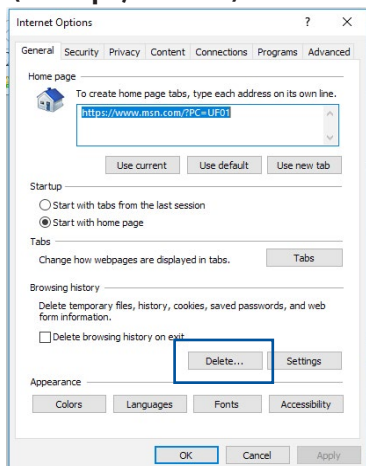 Internet Options ? ×
General Security Privacy Content Connections Programs Advanced
Home page
To create home page tabs, type each address on its own line.
https://www.msn.com/?PC=UF01
Use current Use default Use new tab
Startup
Start with tabs from the last session
Start with home page
Tabs
Change how webpages are displayed in tabs. Tabs
Browsing history
Delete temporary files, history, cookies, saved passwords, and web
form information.
Delete browsing history on exit
Delete... Settings
Appearance
Colors Languages Fonts Accessibility
OK Cancel Apply